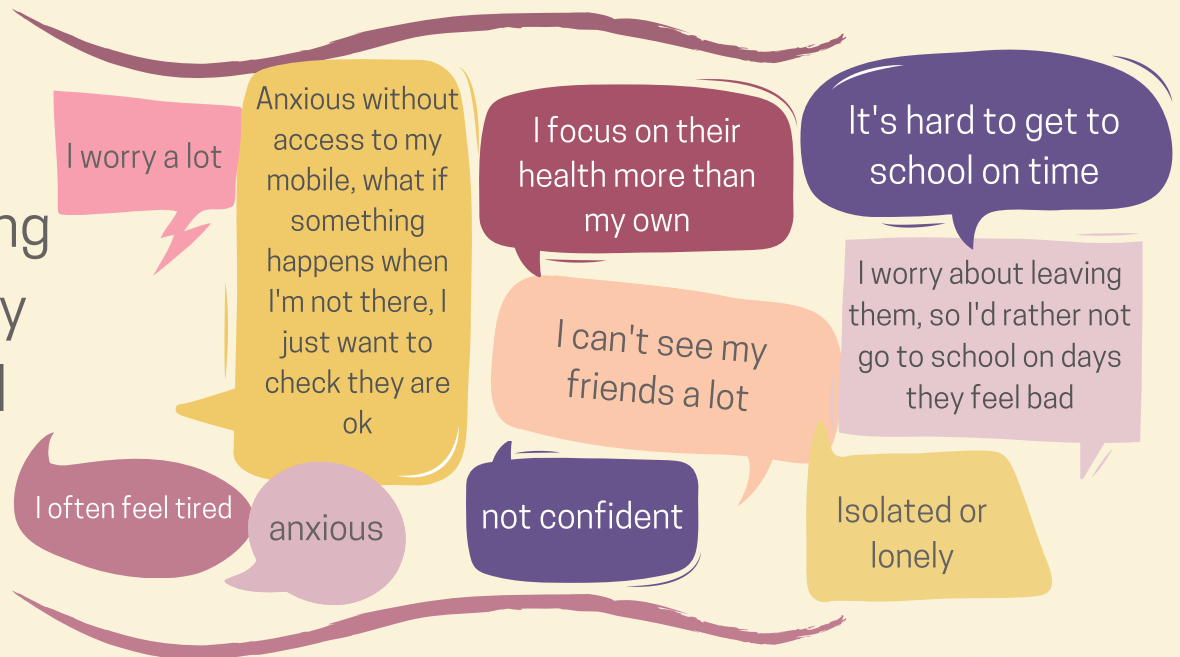 ng
y
I worry a lot
Anxious without
access to my
mobile, what if
something
happens when
I'm not there, I
just want to
check they are
ok
I focus on their
health more than
my own
It's hard to get to
school on time
I can't see my
friends a lot
I worry about leaving
them, so I'd rather not
go to school on days
they feel bad
I often feel tired
anxious
not confident
Isolated or
lonely